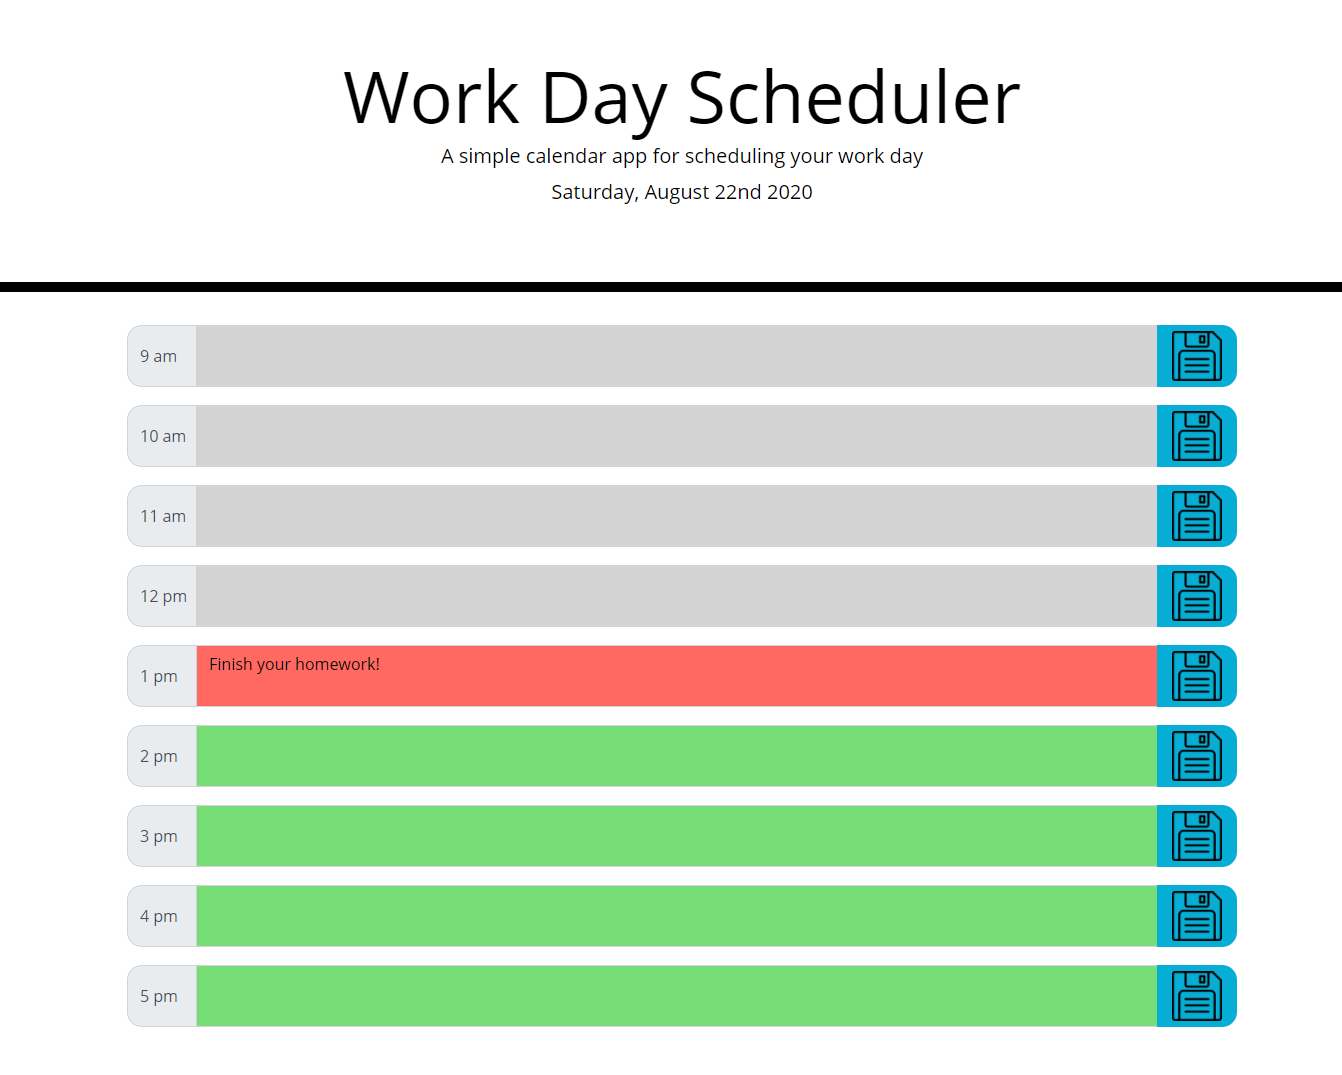 Work Day Scheduler
A simple calendar app for scheduling your work day
Saturday, August 22nd 2020
9 am
10 am
11 am
12 pm
1 pm Finish your homework!
2 pm
3 pm
4 pm
5 pm